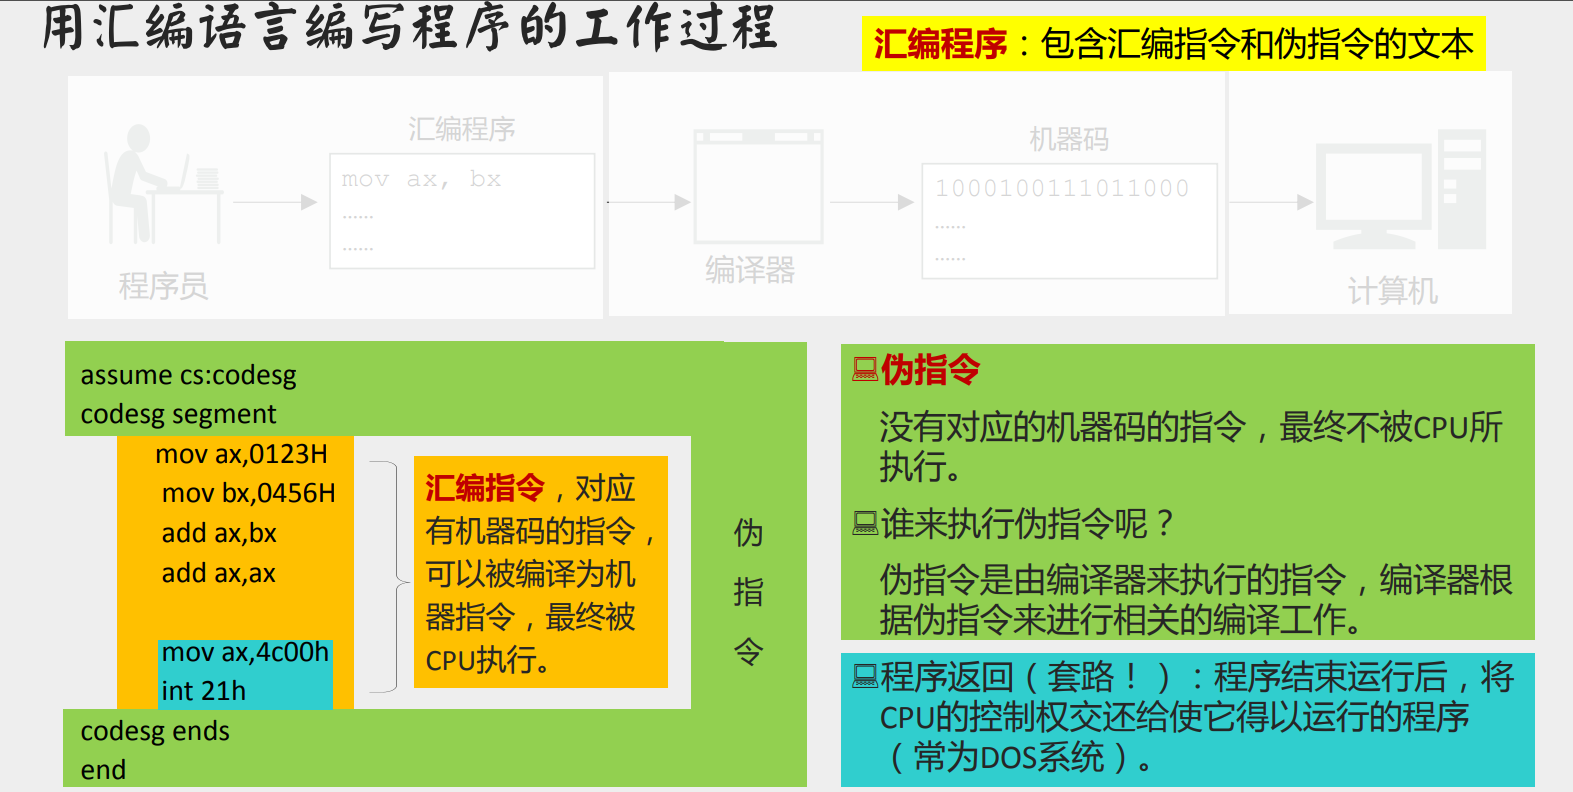 用汇编语言编写程序的工作过程
汇编程序：包含汇编指令和伪指令的文本
汇编程序
mov ax, bx
……
……
程序员
编译器
机器码
1000100111011000
……
……
计算机
assume cs:codesg
codesg segment
mov ax,0123H
mov bx,0456H
add ax,bx
add ax,ax
mov ax,4c00h
int 21h
codesg ends
end
汇编指令，对应
有机器码的指令，
可以被编译为机
器指令，最终被
CPU执行。
伪
指
令
伪指令
没有对应的机器码的指令，最终不被CPU所
执行。
谁来执行伪指令呢？
伪指令是由编译器来执行的指令，编译器根
据伪指令来进行相关的编译工作。
程序返回（套路！）：程序结束运行后，将
CPU的控制权交还给使它得以运行的程序
（常为DOS系统）。